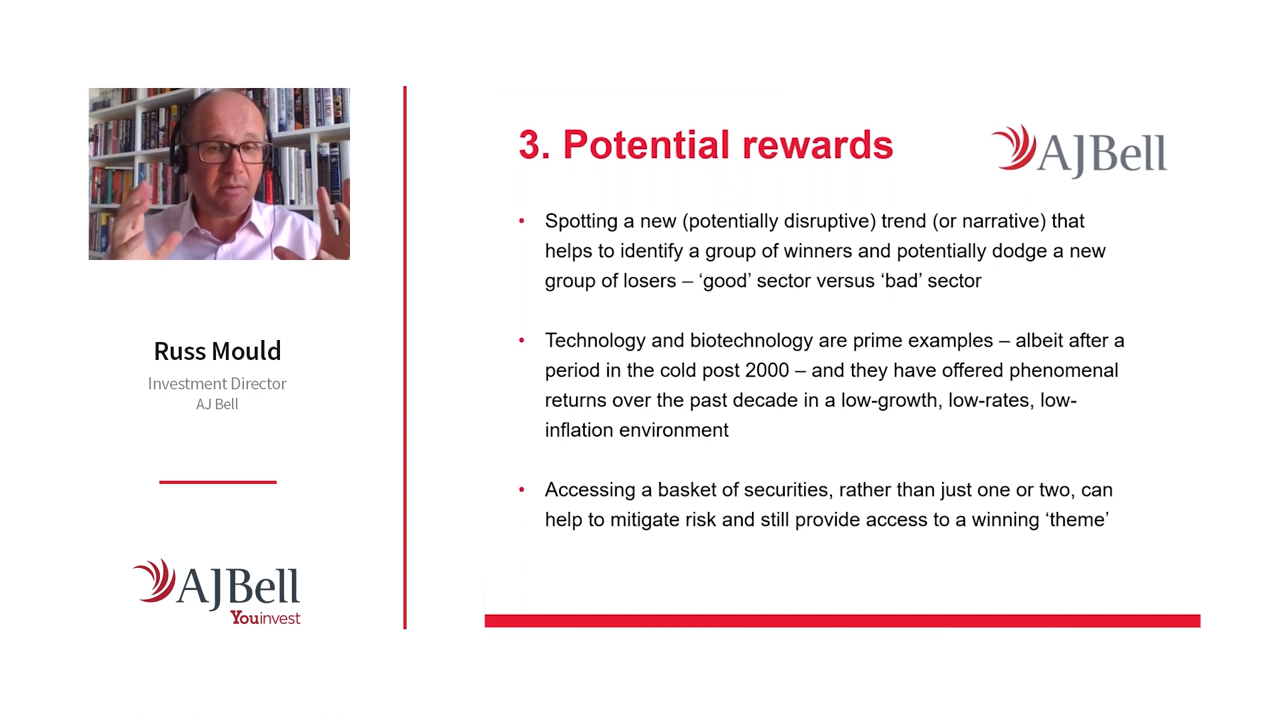 Russ Mould
Investment Director
AJ Bell
AJBell
Youinvest
3. Potential rewards
AJBell
• Spotting a new (potentially disruptive) trend (or narrative) that
helps to identify a group of winners and potentially dodge a new
group of losers – ‘good’ sector versus ‘bad’ sector
• Technology and biotechnology are prime examples – albeit after a
period in the cold post 2000 – and they have offered phenomenal
returns over the past decade in a low-growth, low-rates, low-
inflation environment
• Accessing a basket of securities, rather than just one or two, can
help to mitigate risk and still provide access to a winning ‘theme’